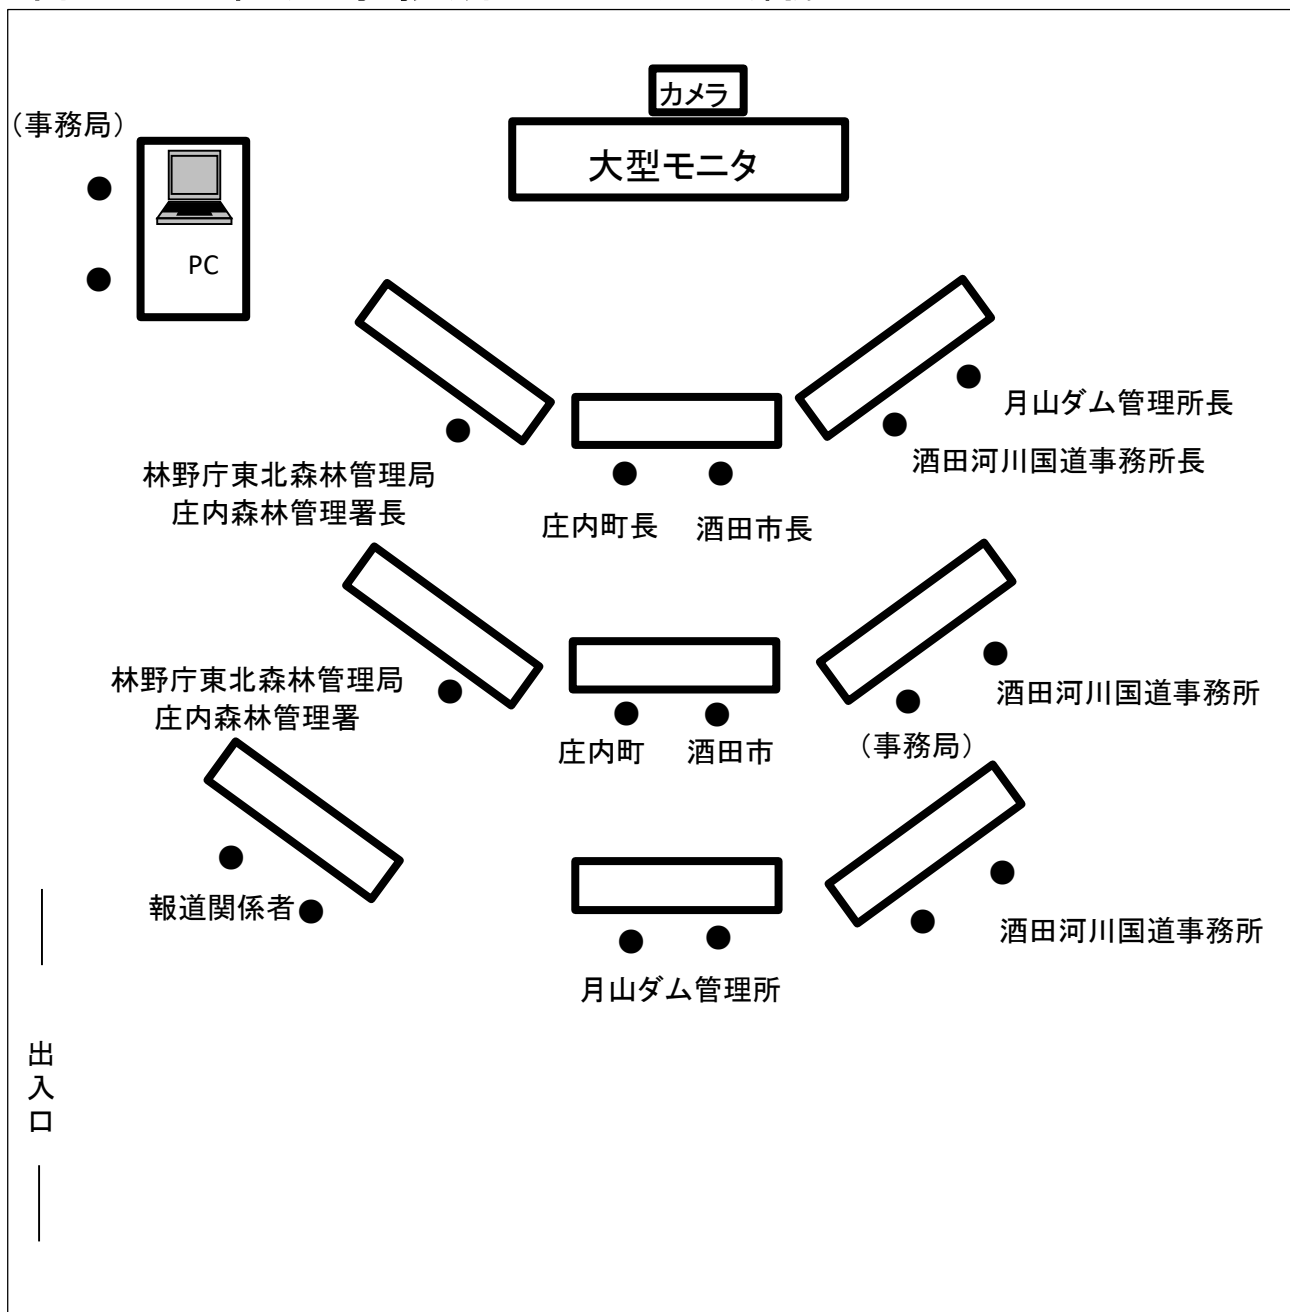 カメラ
大型モニタ
（事務局）
PC
月山ダム管理所長
酒田河川国道事務所長
林野庁東北森林管理局
庄内森林管理署長
庄内町長
酒田市長
林野庁東北森林管理局
庄内森林管理署
庄内町
酒田市
（事務局）
酒田河川国道事務所
報道関係者
月山ダム管理所
酒田河川国道事務所
出入口